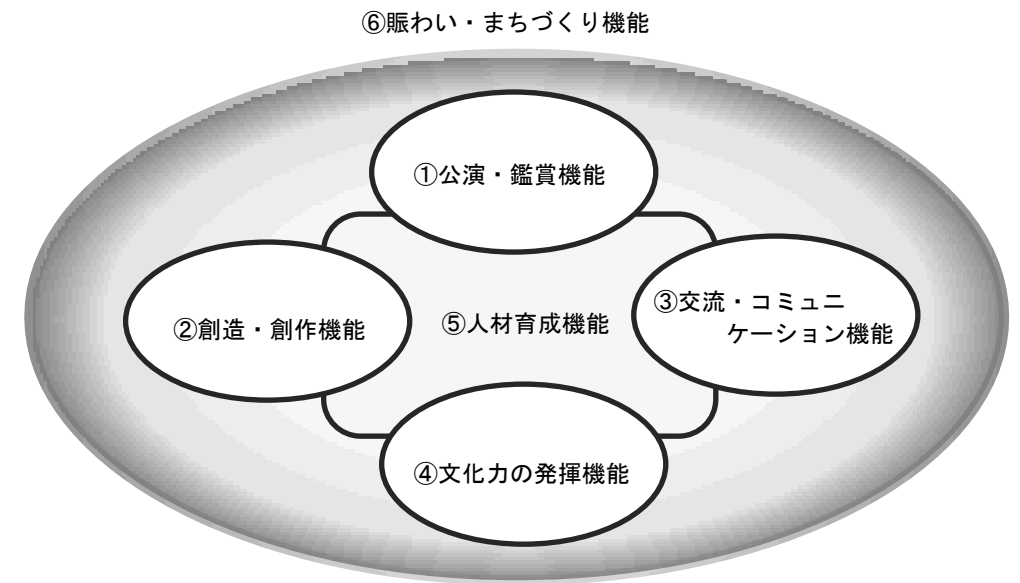 ⑥賑わい・まちづくり機能
①公演・鑑賞機能
②創造・創作機能
⑤人材育成機能
③交流・コミュニ
ケーション機能
④文化力の発揮機能